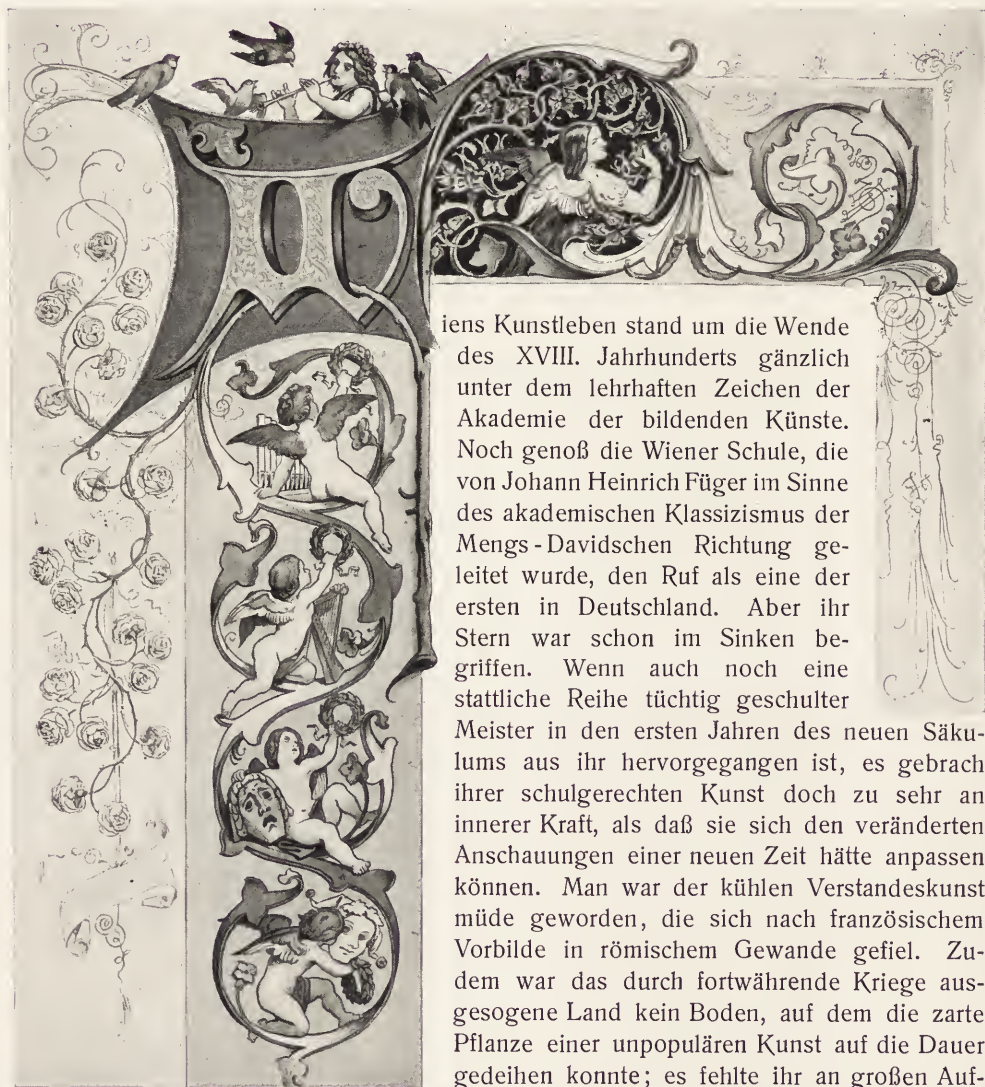 iens Kunstleben stand um die Wende
des XVIII. Jahrhunderts gänzlich
unter dem lehrhaften Zeichen der
Akademie der bildenden Künste.
Noch genoß die Wiener Schule, die
von Johann Heinrich Füger im Sinne
des akademischen Klassizismus der
Mengs-Davidschen Richtung ge-
leitet wurde, den Ruf als eine der
ersten in Deutschland. Aber ihr
Stern war schon im Sinken be-
griffen. Wenn auch noch eine
stattliche Reihe tüchtig geschulter
Meister in den ersten Jahren des neuen Säku-
lums aus ihr hervorgegangen ist, es gebrach
ihrer schulgerechten Kunst doch zu sehr an
innerer Kraft, als daß sie sich den veränderten
Anschauungen einer neuen Zeit hätte anpassen
können. Man war der kühlen Verstandeskunst
müde geworden, die sich nach französischem
Vorbilde in römischem Gewande gefiel. Zu-
dem war das durch fortwährende Kriege aus-
gesogene Land kein Boden, auf dem die zarte
Pflanze einer unpopulären Kunst auf die Dauer
gedeihen konnte; es fehlte ihr an großen Auf-